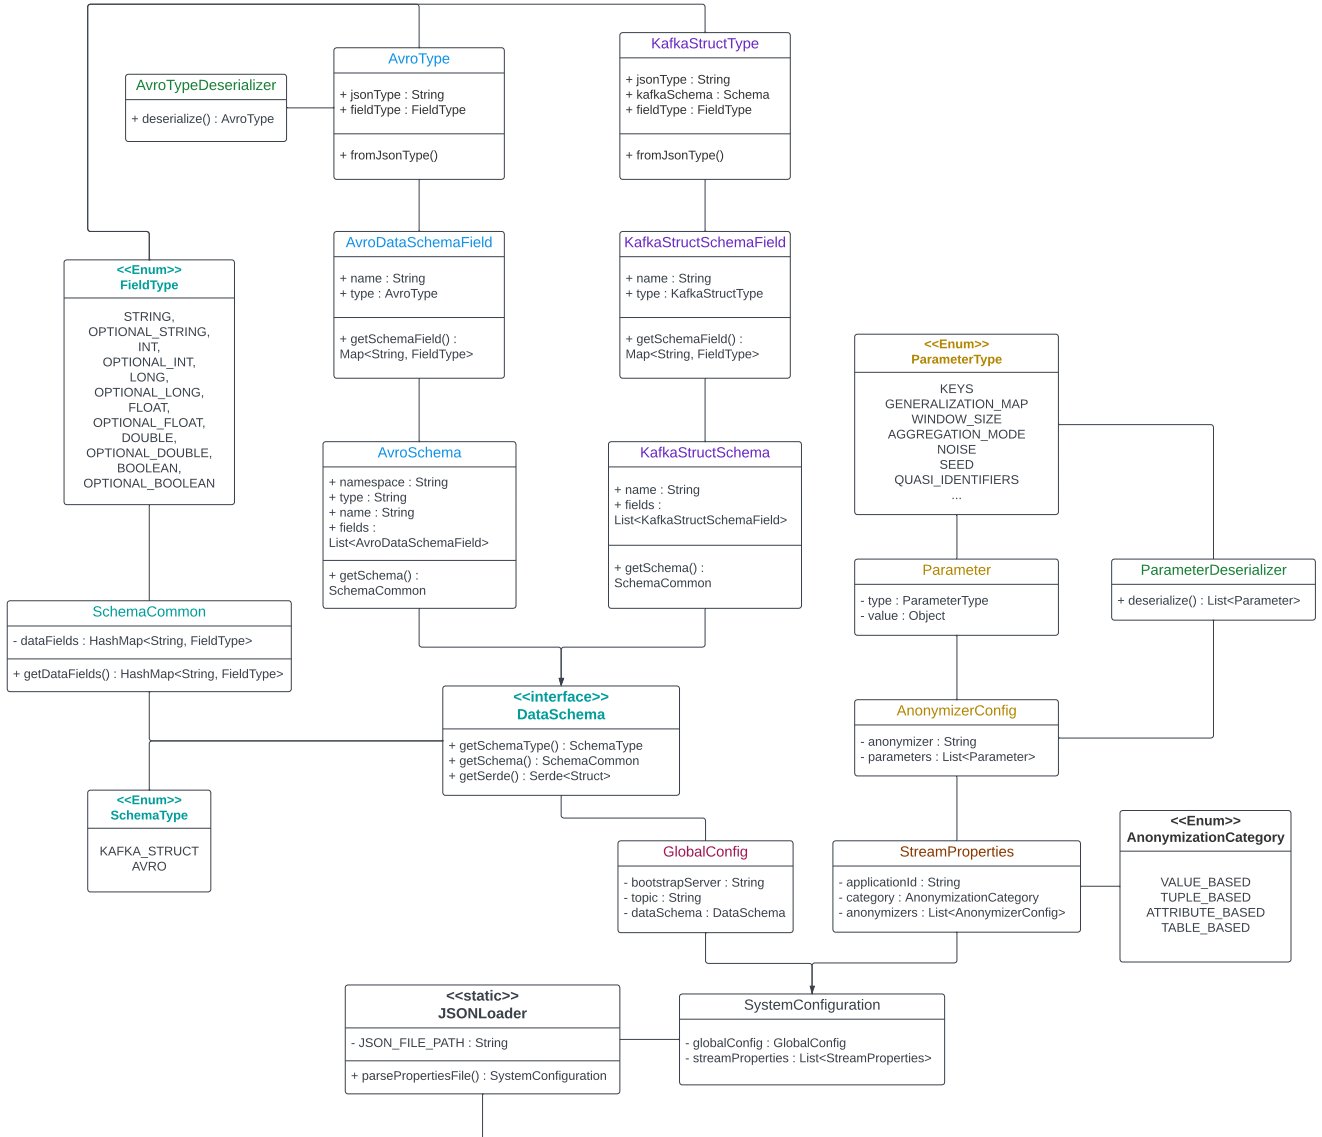 AvroType
+ jsonType : String
+ fieldType : FieldType
+ fromJsonType()
KafkaStructType
+ jsonType : String
+ kafkaSchema : Schema
+ fieldType : FieldType
+ fromJsonType()
AvroTypeDeserializer
+ deserialize() : AvroType
AvroDataSchemaField
+ name : String
+ type : AvroType
+ getSchemaField() :
Map<String, FieldType>
KafkaStructSchemaField
+ name : String
+ type : KafkaStructType
+ getSchemaField() :
Map<String, FieldType>
<<Enum>>
FieldType
STRING,
OPTIONAL_STRING,
INT,
OPTIONAL_INT,
LONG,
OPTIONAL_LONG,
FLOAT,
OPTIONAL_FLOAT,
DOUBLE,
OPTIONAL_DOUBLE,
BOOLEAN,
OPTIONAL_BOOLEAN
<<Enum>>
ParameterType
KEYS
GENERALIZATION_MAP
WINDOW_SIZE
AGGREGATION_MODE
NOISE
SEED
QUASI_IDENTIFIERS
...
AvroSchema
+ namespace : String
+ type : String
+ name : String
+ fields :
List<AvroDataSchemaField>
+ getSchema() :
SchemaCommon
KafkaStructSchema
+ name : String
+ fields :
List<KafkaStructSchemaField>
+ getSchema() :
SchemaCommon
Parameter
- type : ParameterType
- value : Object
ParameterDeserializer
+ deserialize() : List<Parameter>
SchemaCommon
- dataFields : HashMap<String, FieldType>
+ getDataFields() : HashMap<String, FieldType>
<<interface>>
DataSchema
+ getSchemaType() : SchemaType
+ getSchema() : SchemaCommon
+ getSerde() : Serde<Struct>
AnonymizerConfig
- anonymizer : String
- parameters : List<Parameter>
<<Enum>>
SchemaType
KAFKA_STRUCT
AVRO
GlobalConfig
- bootstrapServer : String
- topic : String
- dataSchema : DataSchema
StreamProperties
- applicationId : String
- category : AnonymizationCategory
- anonymizers : List<AnonymizerConfig>
<<Enum>>
AnonymizationCategory
VALUE_BASED
TUPLE_BASED
ATTRIBUTE_BASED
TABLE_BASED
<<static>>
JSONLoader
- JSON_FILE_PATH : String
+ parsePropertiesFile() : SystemConfiguration
SystemConfiguration
- globalConfig : GlobalConfig
- streamProperties : List<StreamProperties>